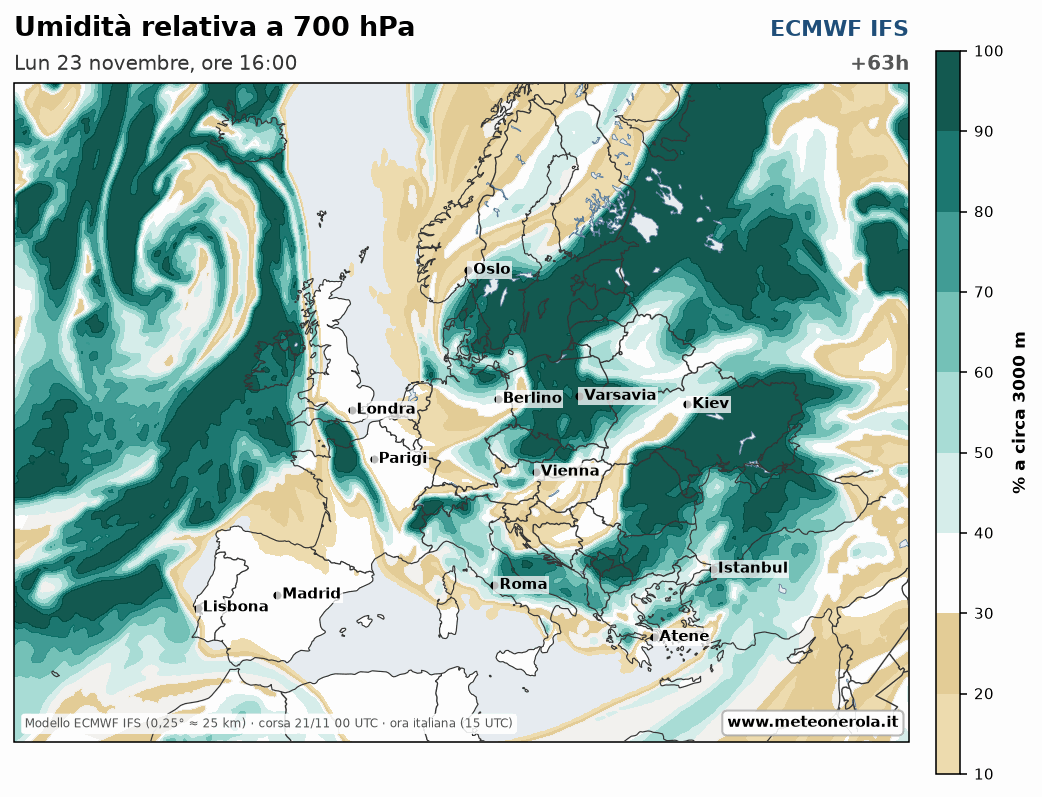 Umidità relativa a 700 hPa
ECMWF IFS
Lun 23 novembre, ore 16:00
+63h
100
90
80
70
60
50
40
30
20
10
% a circa 3000 m
Oslo
Berlino
Varsavia
Kiev
Londra
Parigi
Vienna
Istanbul
Roma
Madrid
Lisbona
Atene
Modello ECMWF IFS (0,25° ≈ 25 km) · corsa 21/11 00 UTC · ora italiana (15 UTC)
www.meteonerola.it